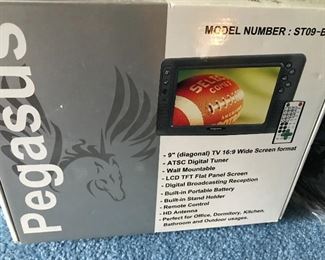 MODEL NUMBER : ST09-B
Pegasus
SELECT
- 9" (diagonal) TV 16:9 Wide Screen format
- ATSC Digital Tuner
- Wall Mountable
- LCD TFT Flat Panel Screen
- Digital Broadcasting Reception
- Built-in Portable Battery
- Built-in Stand Holder
- Remote Control
- HD Antenna
- Perfect for Office, Dormitory, Kitchen,
Bathroom and Outdoor usages.